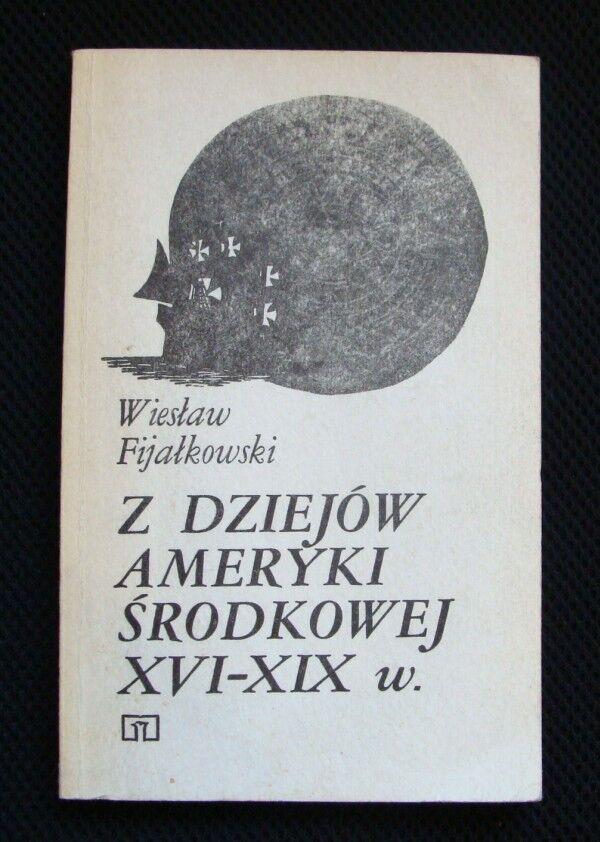 Wiesław
Fijałkowski
Z DZIEJÓW
AMERYKI
ŚRODKOWEJ
XVI-XIX w.